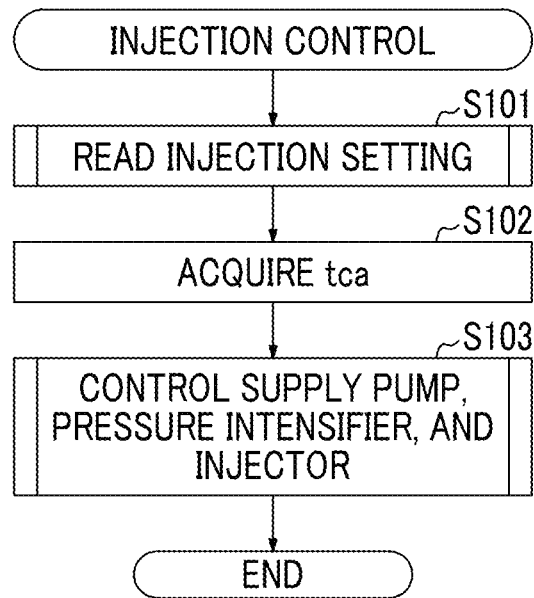 INJECTION CONTROL
S101
READ INJECTION SETTING
S102
ACQUIRE tca
S103
CONTROL SUPPLY PUMP,
PRESSURE INTENSIFIER, AND
INJECTOR
END